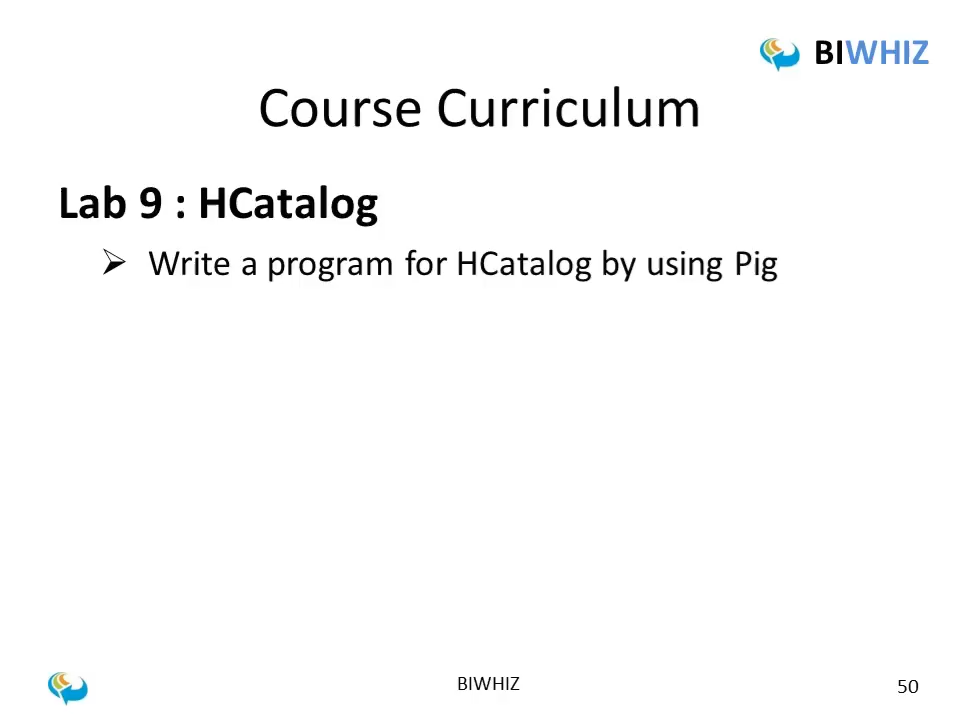 BIWHIZ
Course Curriculum
Lab 9 : HCatalog
➢ Write a program for HCatalog by using Pig
BIWHIZ
50